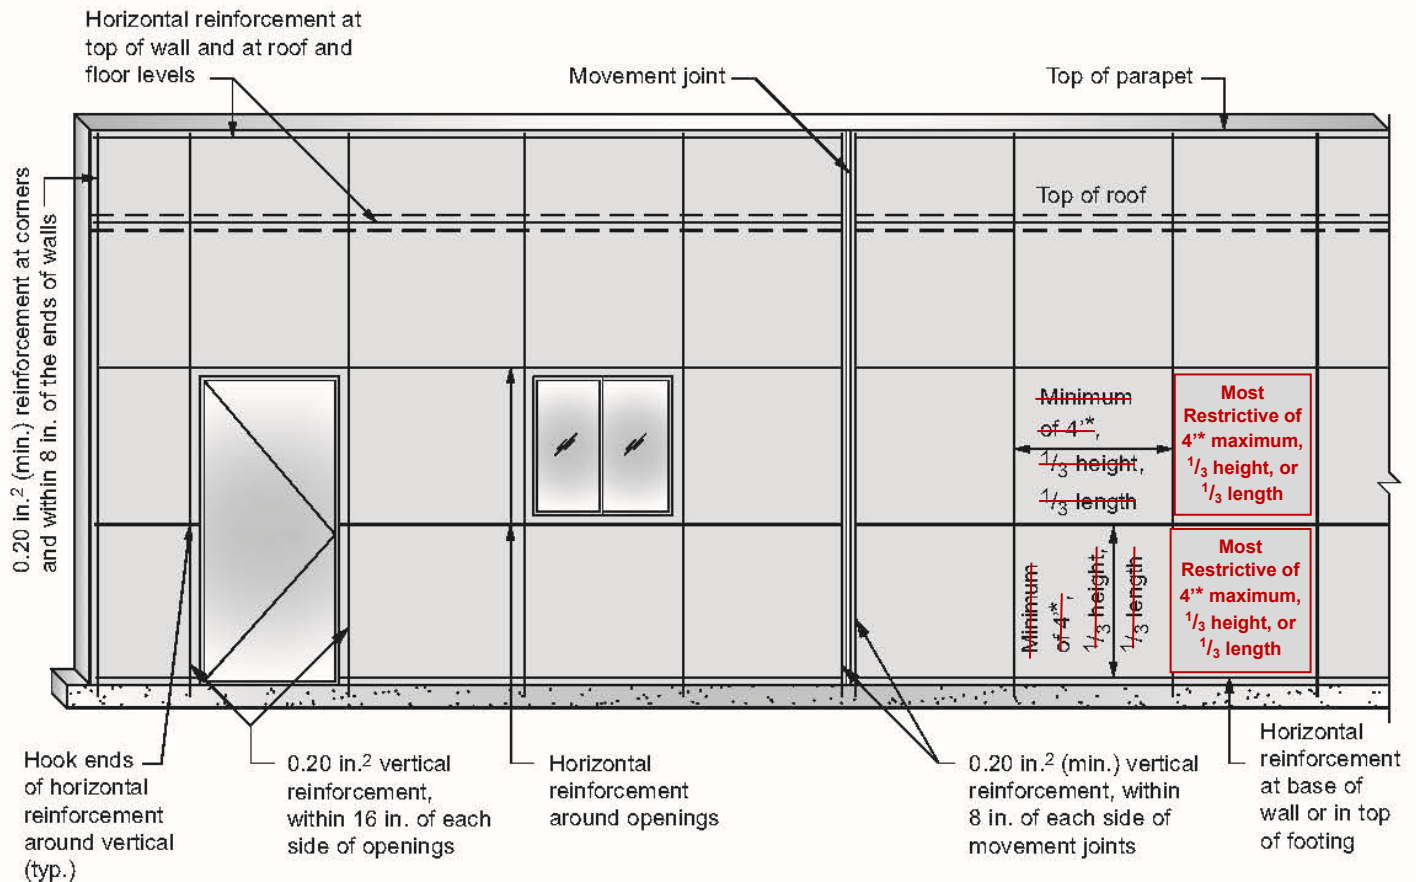 Horizontal reinforcement at
top of wall and at roof and
floor levels
Movement joint
Top of parapet
0.20 in.² (min.) reinforcement at corners
and within 8 in. of the ends of walls
Top of roof
Minimum
of 4'*,
1/3 height,
1/3 length
Most
Restrictive of
4'* maximum,
1/3 height, or
1/3 length
Minimum
of 4'*,
1/3 height,
1/3 length
Most
Restrictive of
4'* maximum,
1/3 height, or
1/3 length
Hook ends
of horizontal
reinforcement
around vertical
(typ.)
0.20 in.² vertical
reinforcement,
within 16 in. of each
side of openings
Horizontal
reinforcement
around openings
0.20 in.² (min.) vertical
reinforcement, within
8 in. of each side of
movement joints
Horizontal
reinforcement
at base of
wall or in top
of footing